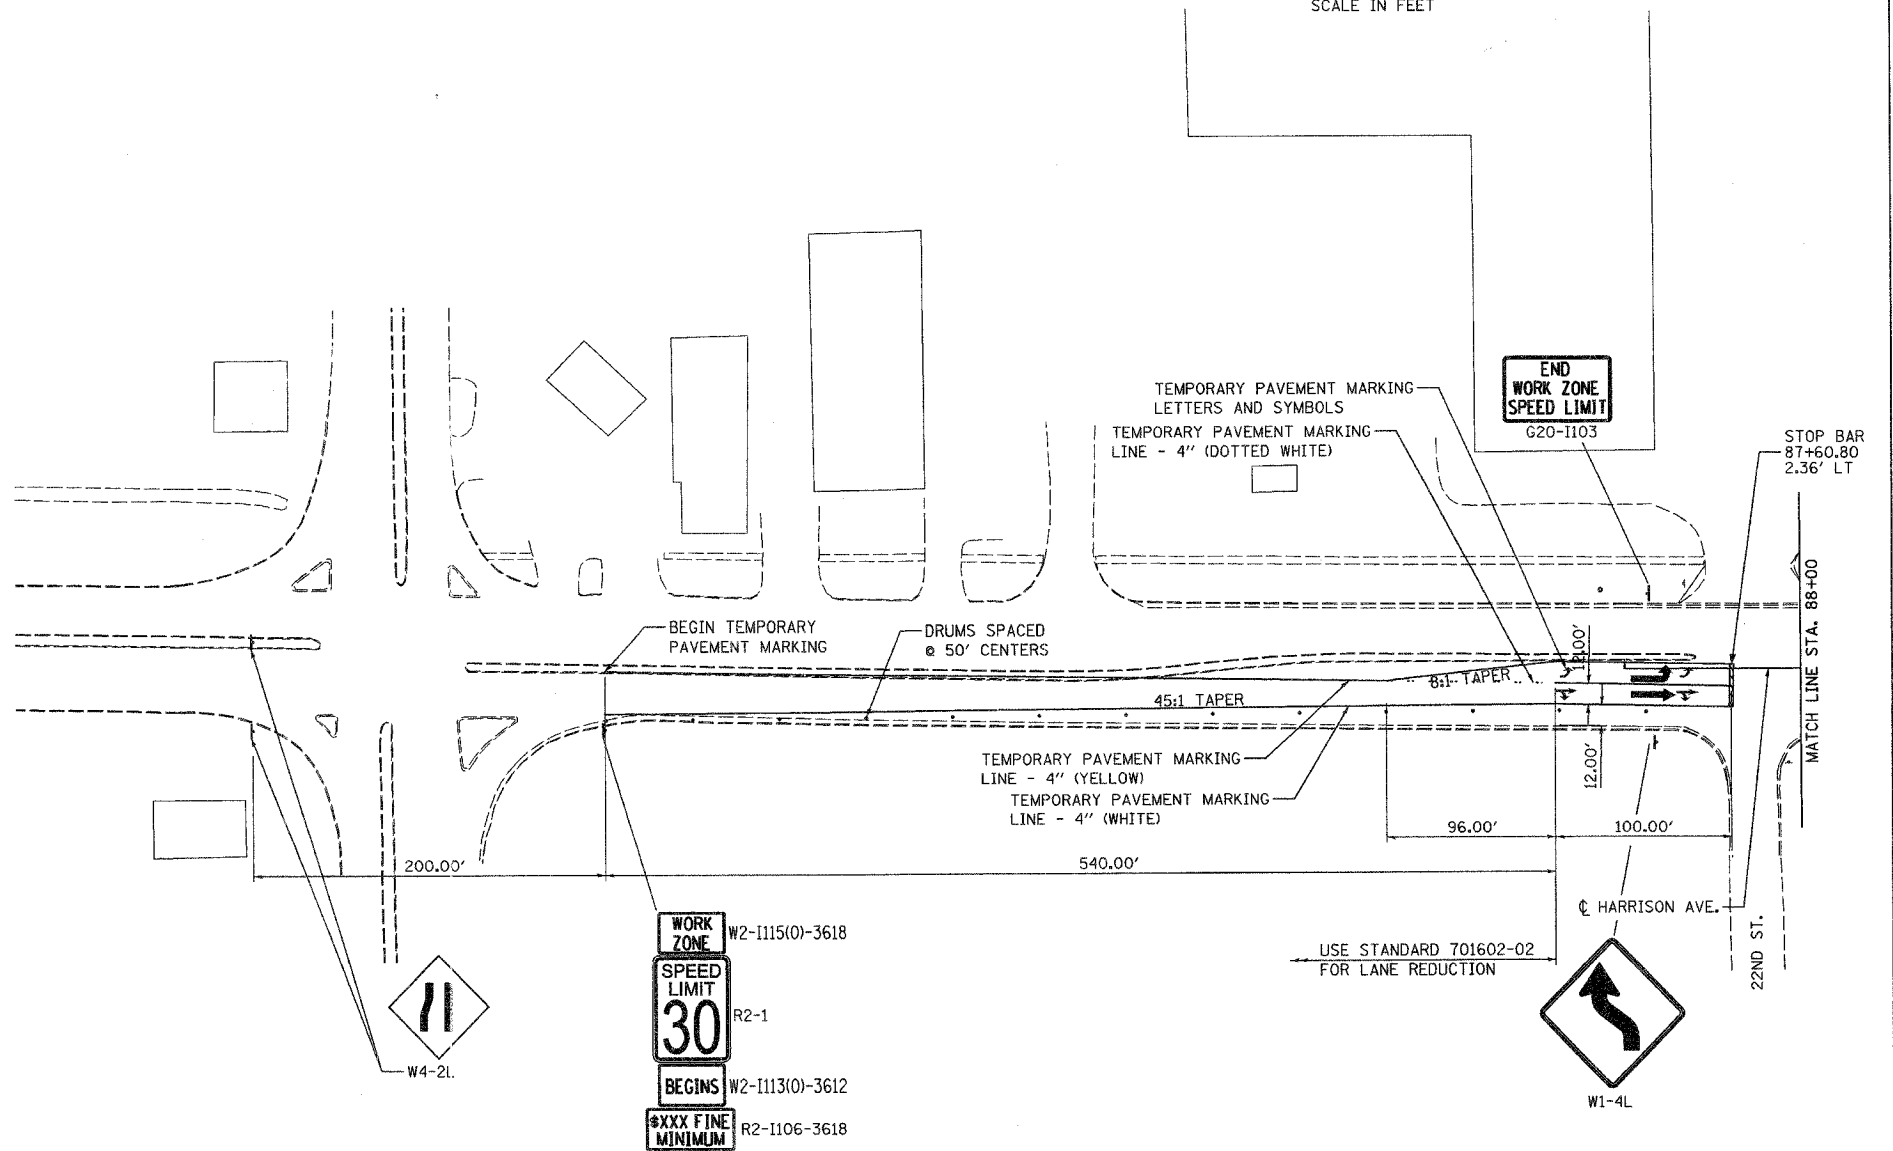 SCALE IN FEET
TEMPORARY PAVEMENT MARKING
LETTERS AND SYMBOLS
TEMPORARY PAVEMENT MARKING
LINE - 4" (DOTTED WHITE)
END
WORK ZONE
SPEED LIMIT
G20-I103
STOP BAR
87+60.80
2.36' LT
MATCH LINE STA. 88+00
BEGIN TEMPORARY
PAVEMENT MARKING
DRUMS SPACED
@ 50' CENTERS
12.00'
8:1 TAPER
45:1 TAPER
TEMPORARY PAVEMENT MARKING
LINE - 4" (YELLOW)
TEMPORARY PAVEMENT MARKING
LINE - 4" (WHITE)
12.00'
96.00'
100.00'
200.00'
540.00'
℄ HARRISON AVE.
22ND ST.
USE STANDARD 701602-02
FOR LANE REDUCTION
WORK
ZONE
W2-I115(O)-3618
SPEED
LIMIT
30
R2-1
BEGINS
W2-I113(O)-3612
$XXX FINE
MINIMUM
R2-I106-3618
W4-2L
W1-4L